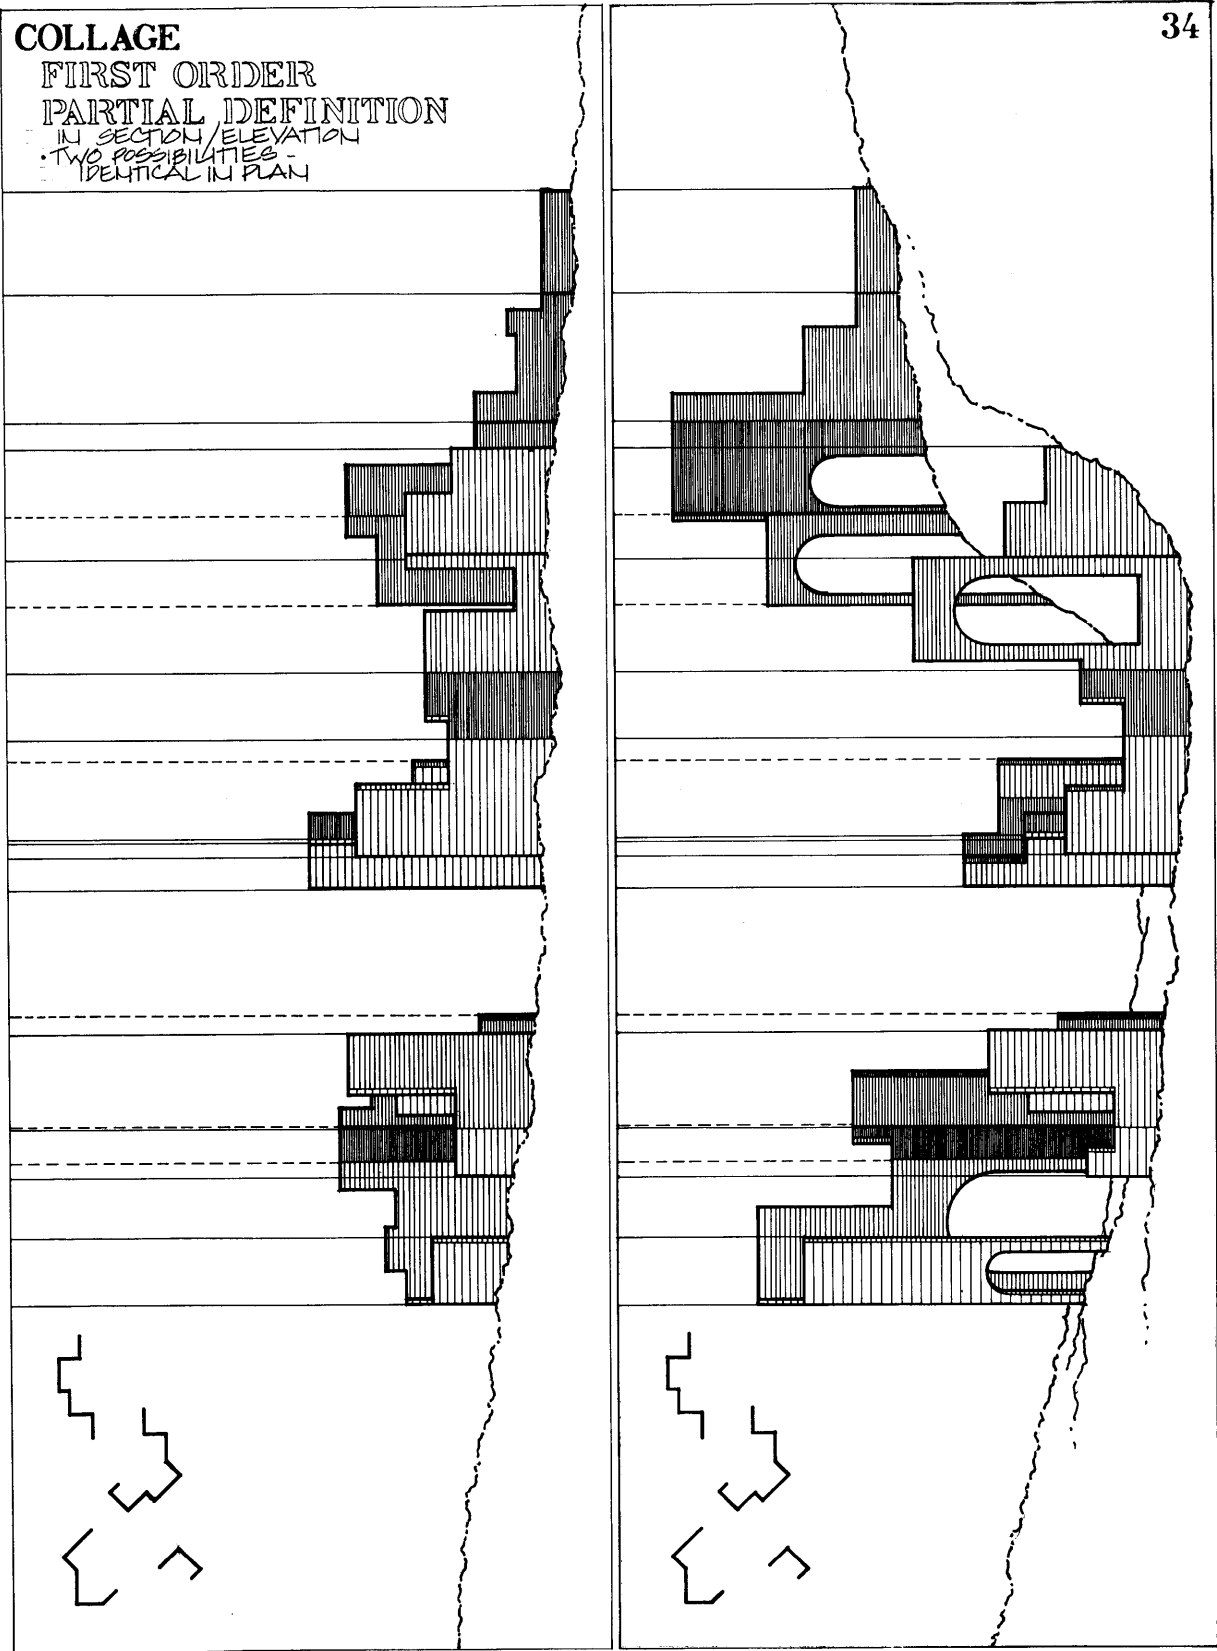 COLLAGE
34
FIRST ORDER
PARTIAL DEFINITION
IN SECTION/ELEVATION
• TWO POSSIBILITIES -
IDENTICAL IN PLAN